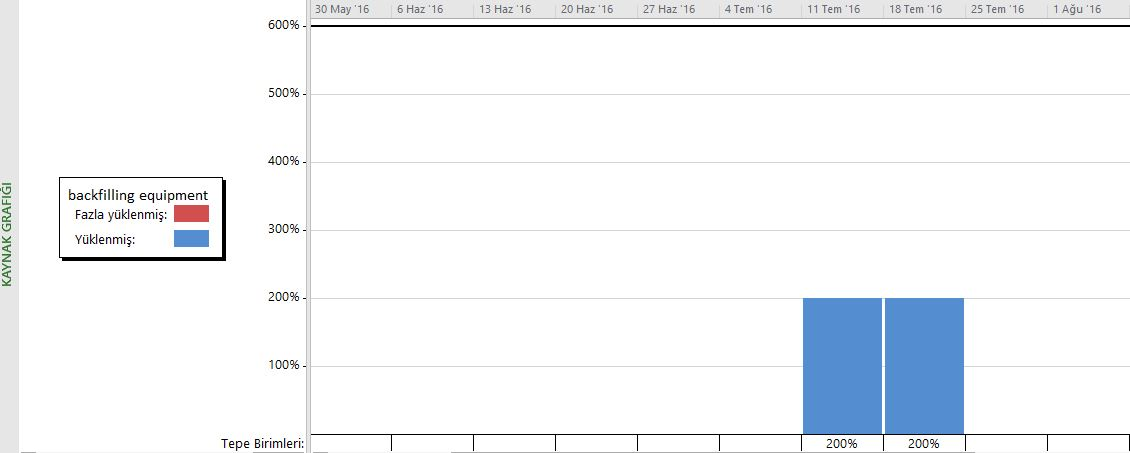 30 May '16 6 Haz '16 13 Haz '16 20 Haz '16 27 Haz '16 4 Tem '16 11 Tem '16 18 Tem '16 25 Tem '16 1 Ağu '16
600%
500%
400%
300%
200%
100%
KAYNAK GRAFIĞI
backfilling equipment
Fazla yüklenmiş:
Yüklenmiş:
Tepe Birimleri: 200% 200%